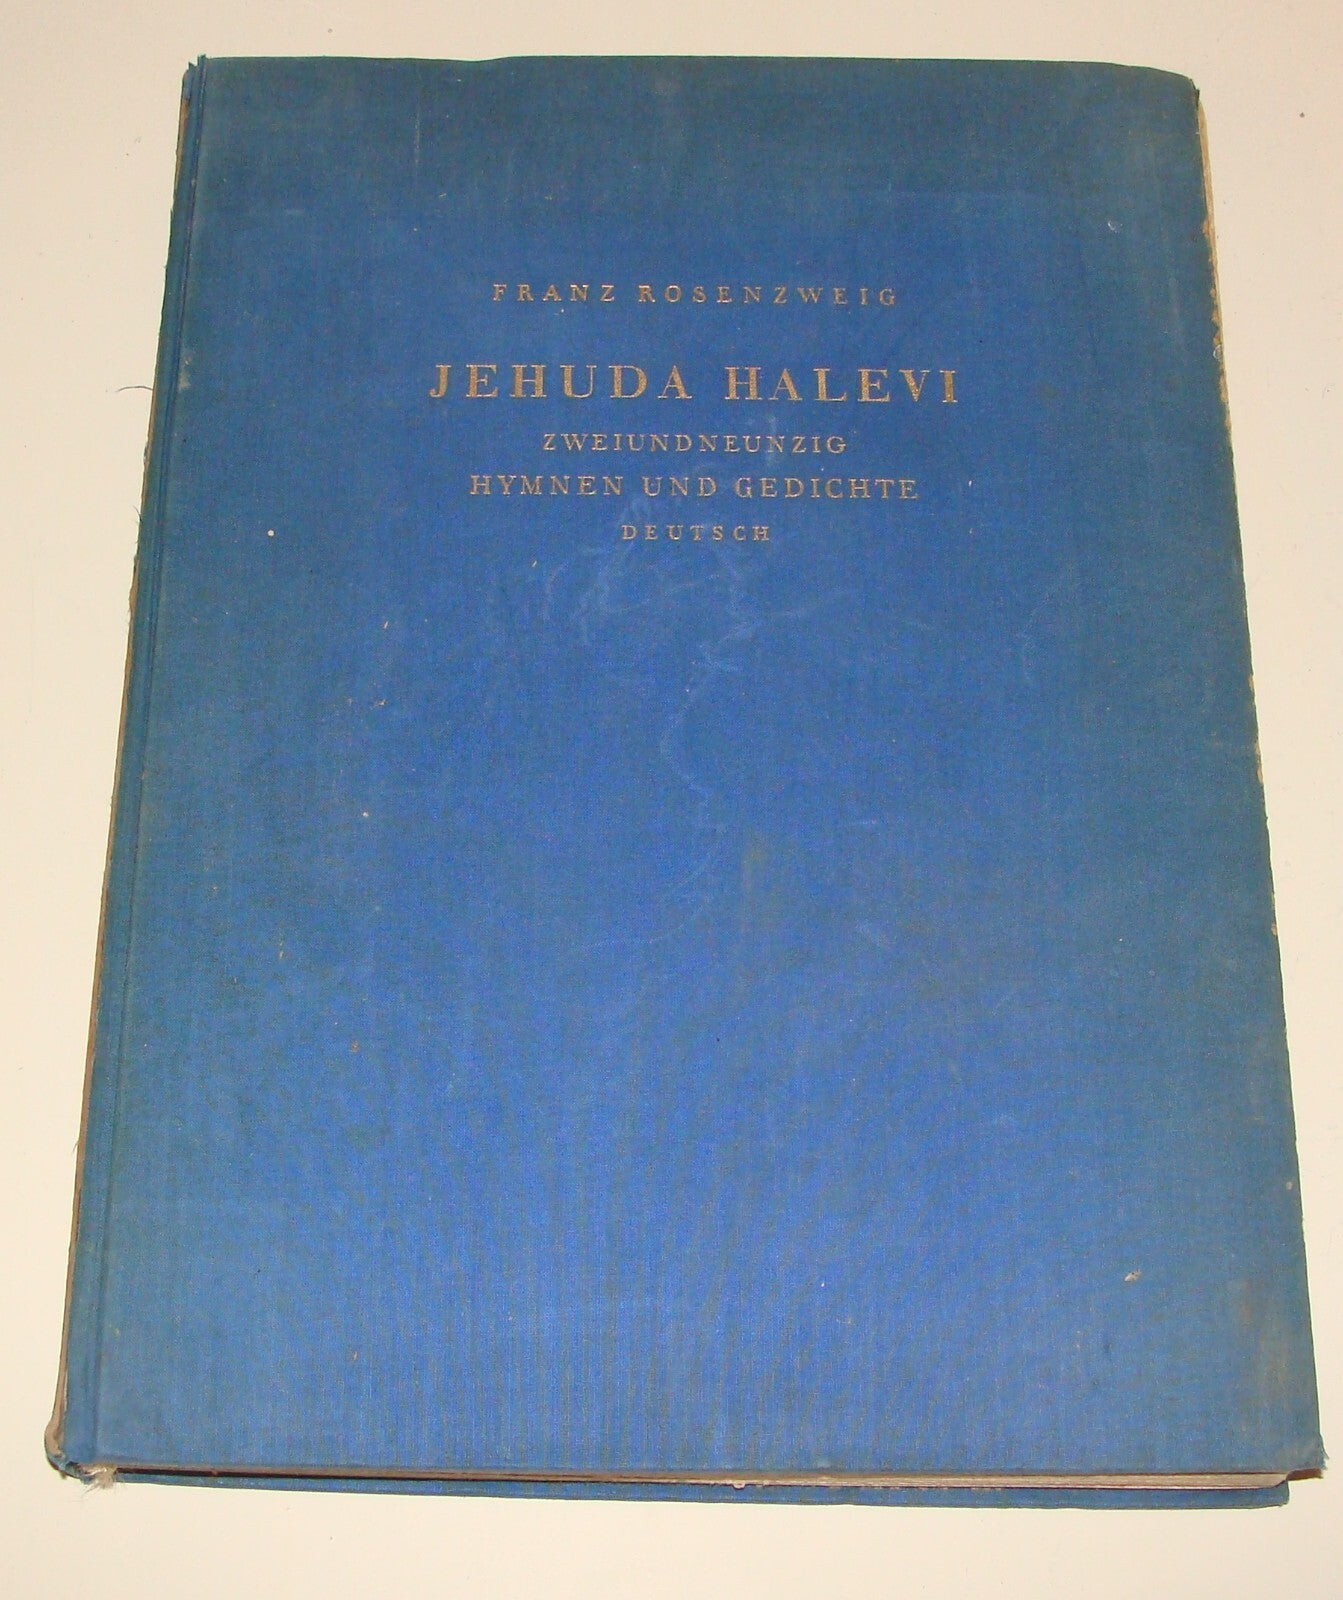 FRANZ ROSENZWEIG
JEHUDA HALEVI
ZWEIUNDNEUNZIG
HYMNEN UND GEDICHTE
DEUTSCH